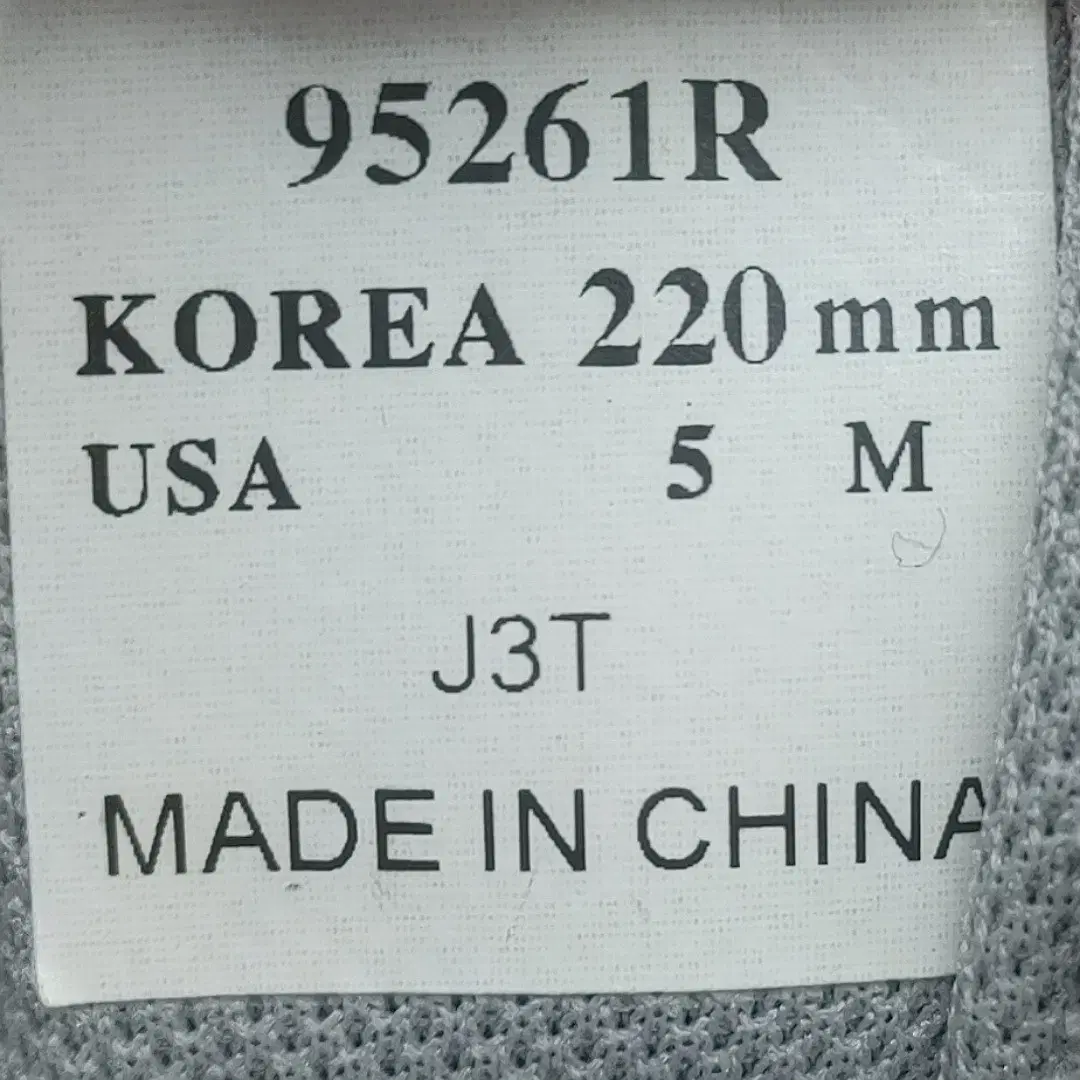 95261R
KOREA 220 mm
USA 5 M
J3T
MADE IN CHINA